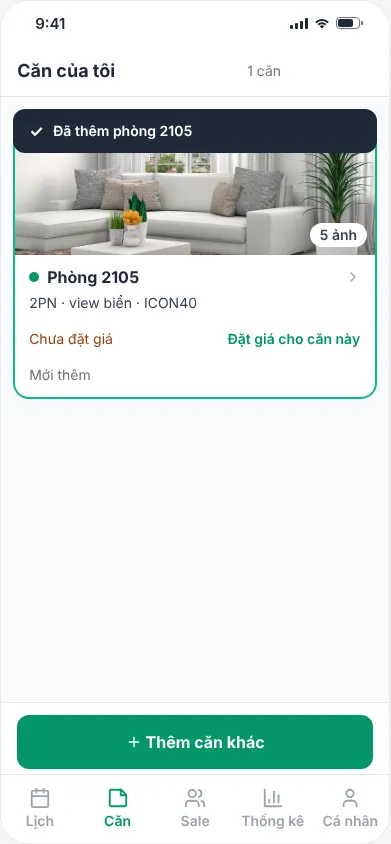 9:41
Căn của tôi
1 căn
Đã thêm phòng 2105
5 ảnh
Phòng 2105
2PN · view biển · ICON40
Chưa đặt giá
Đặt giá cho căn này
Mới thêm
+ Thêm căn khác
Lịch
Căn
Sale
Thống kê
Cá nhân